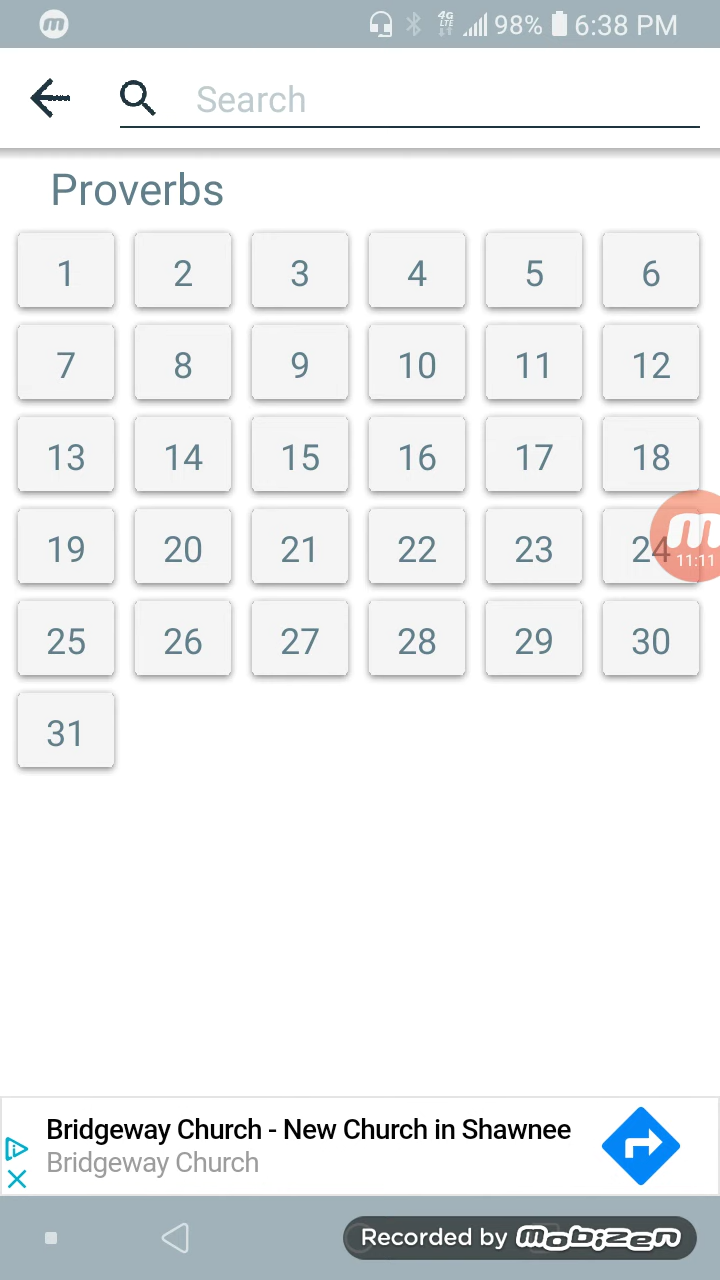 m 4G LTE 98% 6:38 PM
Search
Proverbs
1 2 3 4 5 6
7 8 9 10 11 12
13 14 15 16 17 18
19 20 21 22 23 24
m
11:11
25 26 27 28 29 30
31
Bridgeway Church - New Church in Shawnee
Bridgeway Church
Recorded by mobizen